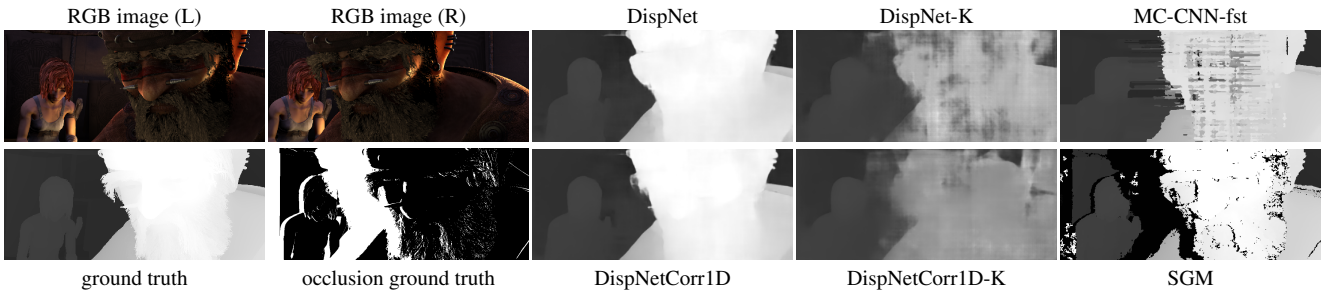 RGB image (L)
RGB image (R)
DispNet
DispNet-K
MC-CNN-fst
ground truth
occlusion ground truth
DispNetCorr1D
DispNetCorr1D-K
SGM